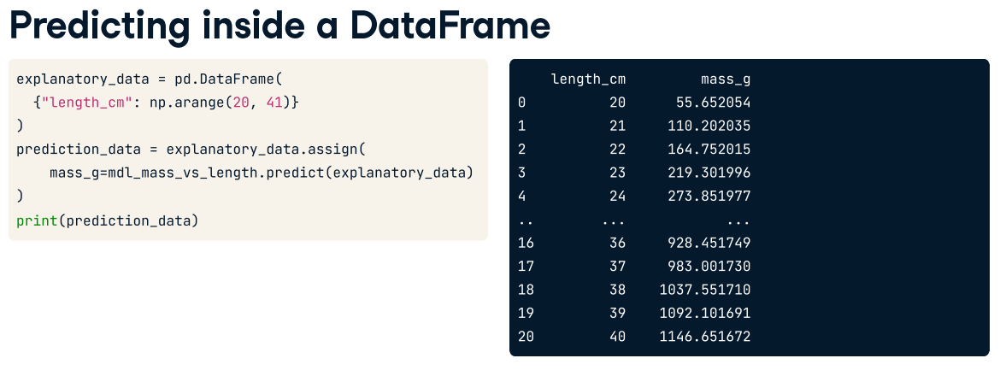 Predicting inside a DataFrame
explanatory_data = pd.DataFrame(
  {"length_cm": np.arange(20, 41)}
)
prediction_data = explanatory_data.assign(
    mass_g=mdl_mass_vs_length.predict(explanatory_data)
)
print(prediction_data)
    length_cm         mass_g
0          20      55.652054
1          21     110.202035
2          22     164.752015
3          23     219.301996
4          24     273.851977
..        ...            ...
16         36     928.451749
17         37     983.001730
18         38    1037.551710
19         39    1092.101691
20         40    1146.651672